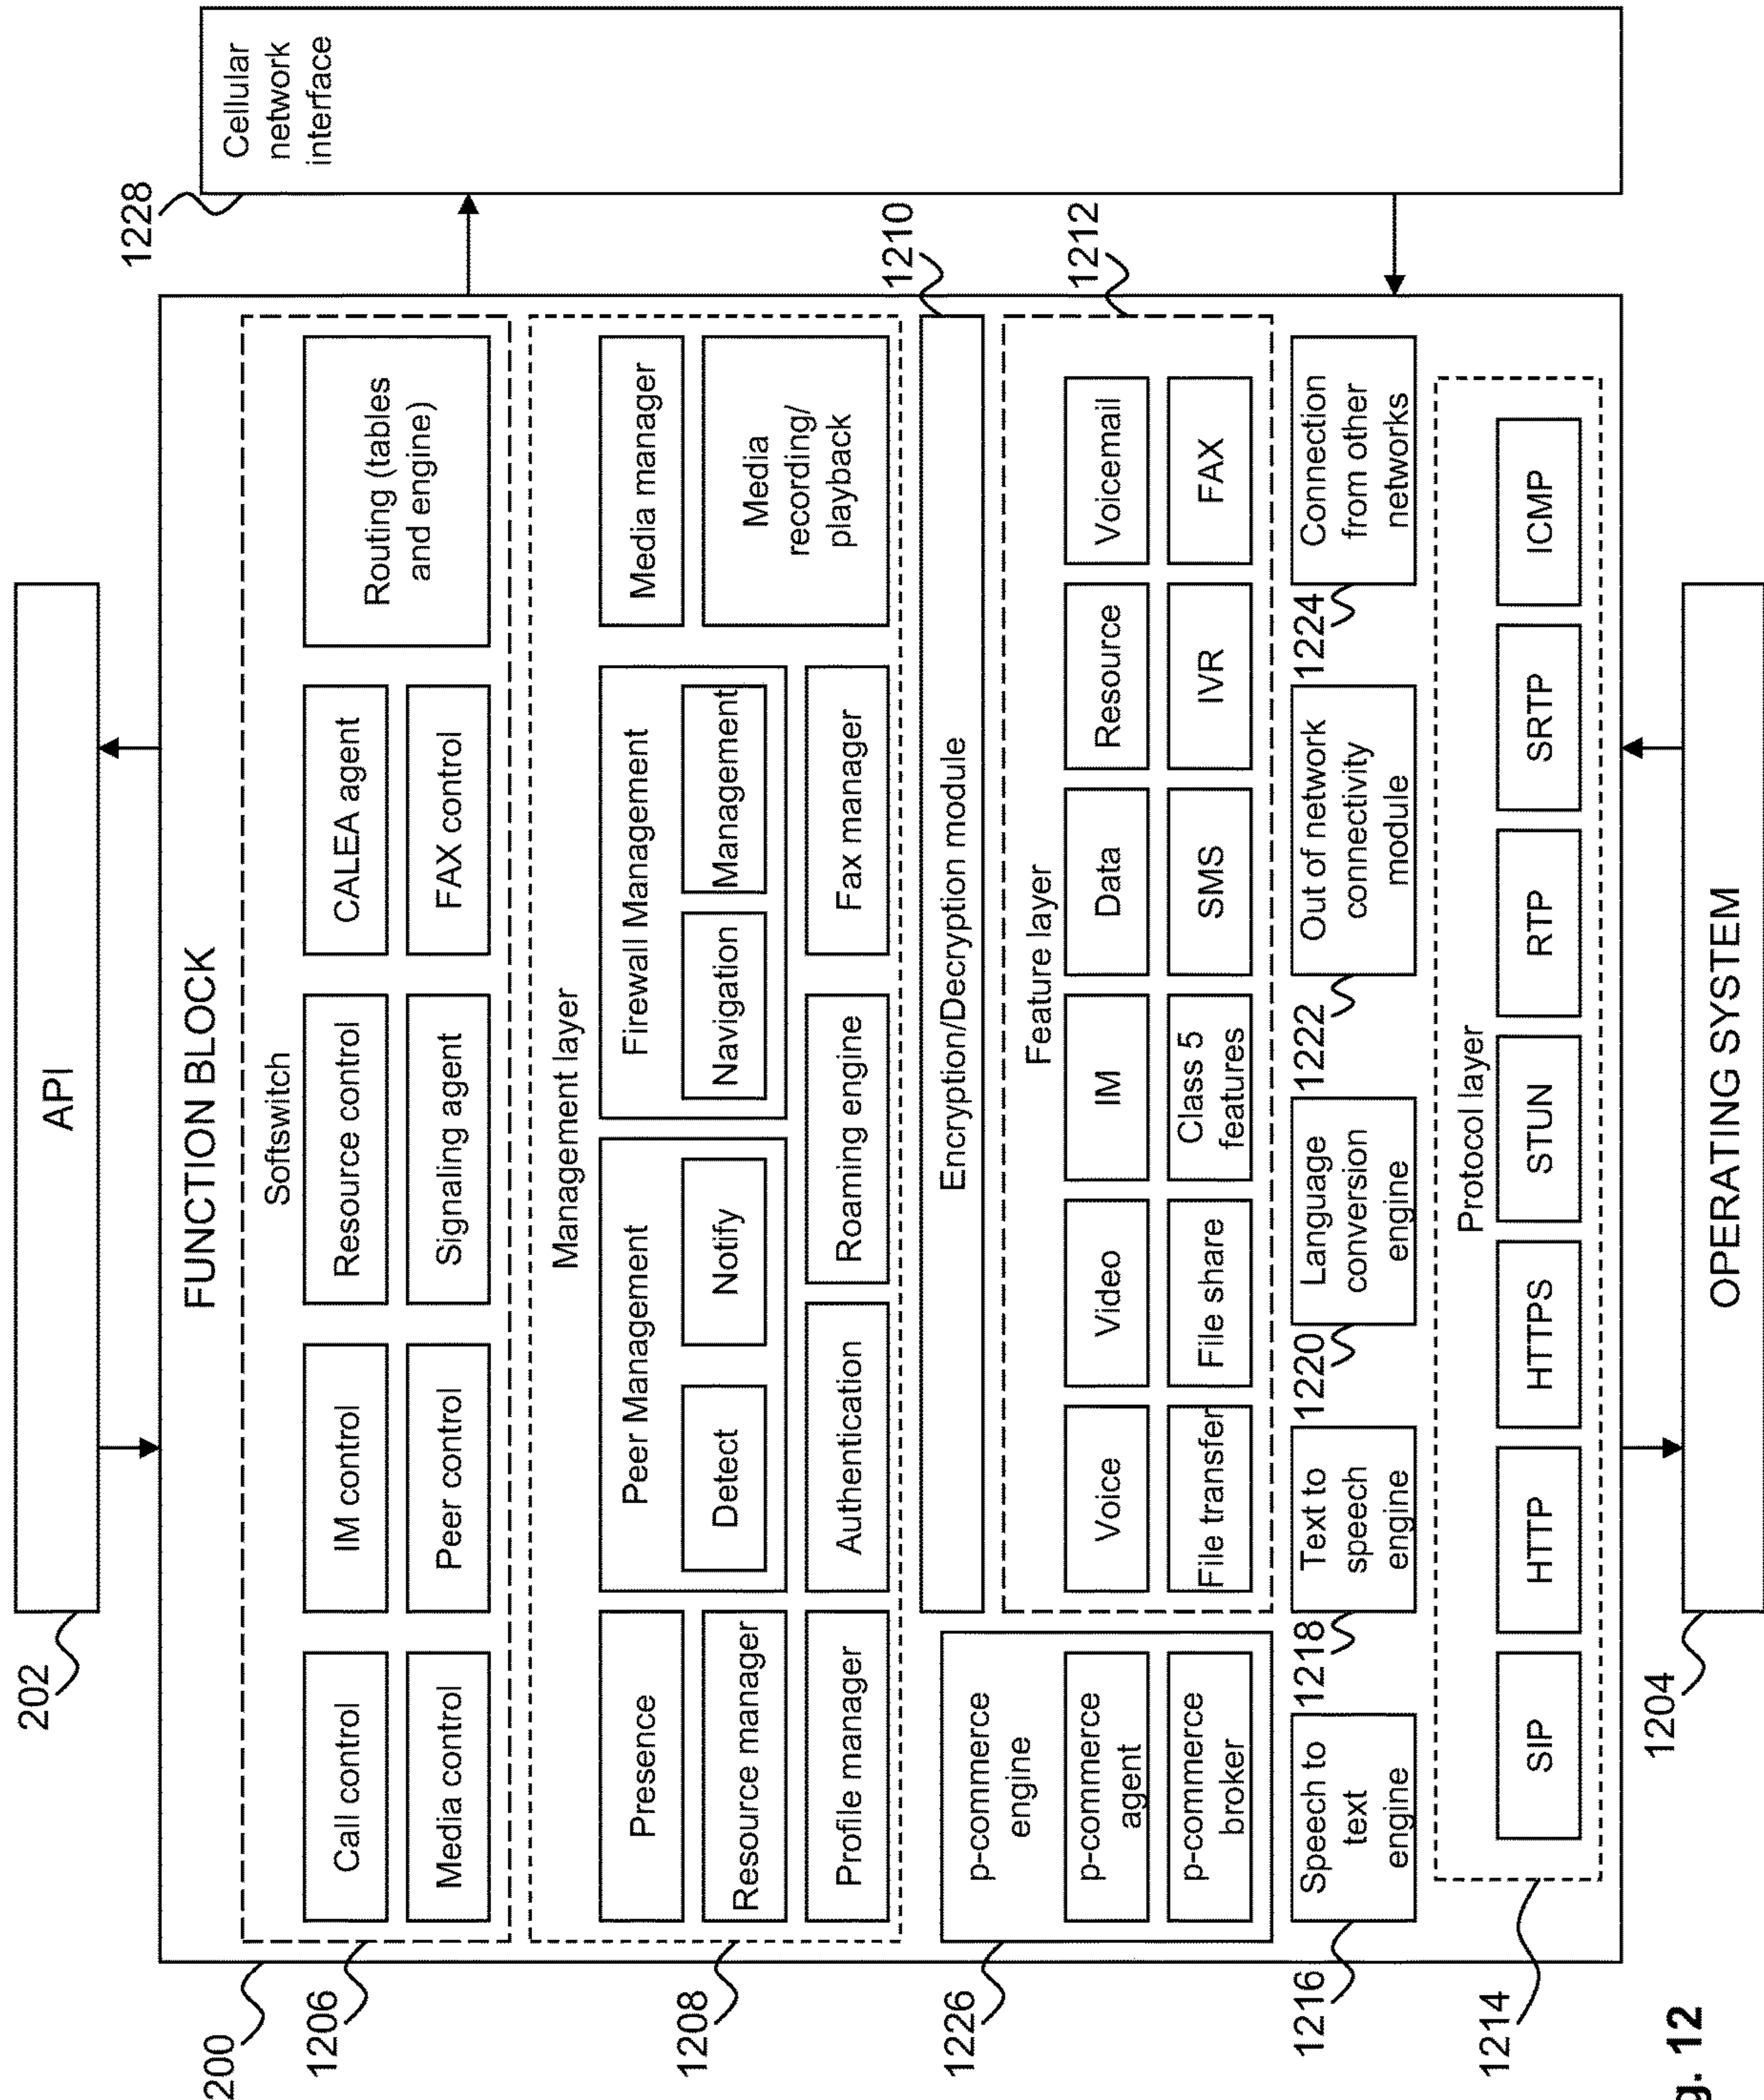 API
202
FUNCTION BLOCK
200
Cellular
network
interface
1228
Softswitch
1206
Call control
IM control
Resource control
CALEA agent
Routing (tables
and engine)
Media control
Peer control
Signaling agent
FAX control
Management layer
1208
Presence
Resource manager
Profile manager
Peer Management
Detect
Notify
Firewall Management
Navigation
Management
Media manager
Media
recording/
playback
Authentication
Roaming engine
Fax manager
Encryption/Decryption module
1210
p-commerce
engine
p-commerce
agent
p-commerce
broker
1226
Feature layer
1212
Voice
Video
IM
Data
Resource
Voicemail
File transfer
File share
Class 5
features
SMS
IVR
FAX
Speech to
text
engine
1216
Text to
speech
engine
1218
Language
conversion
engine
1220
Out of network
connectivity
module
1222
Connection
from other
networks
1224
Protocol layer
1214
SIP
HTTP
HTTPS
STUN
RTP
SRTP
ICMP
OPERATING SYSTEM
1204
g. 12